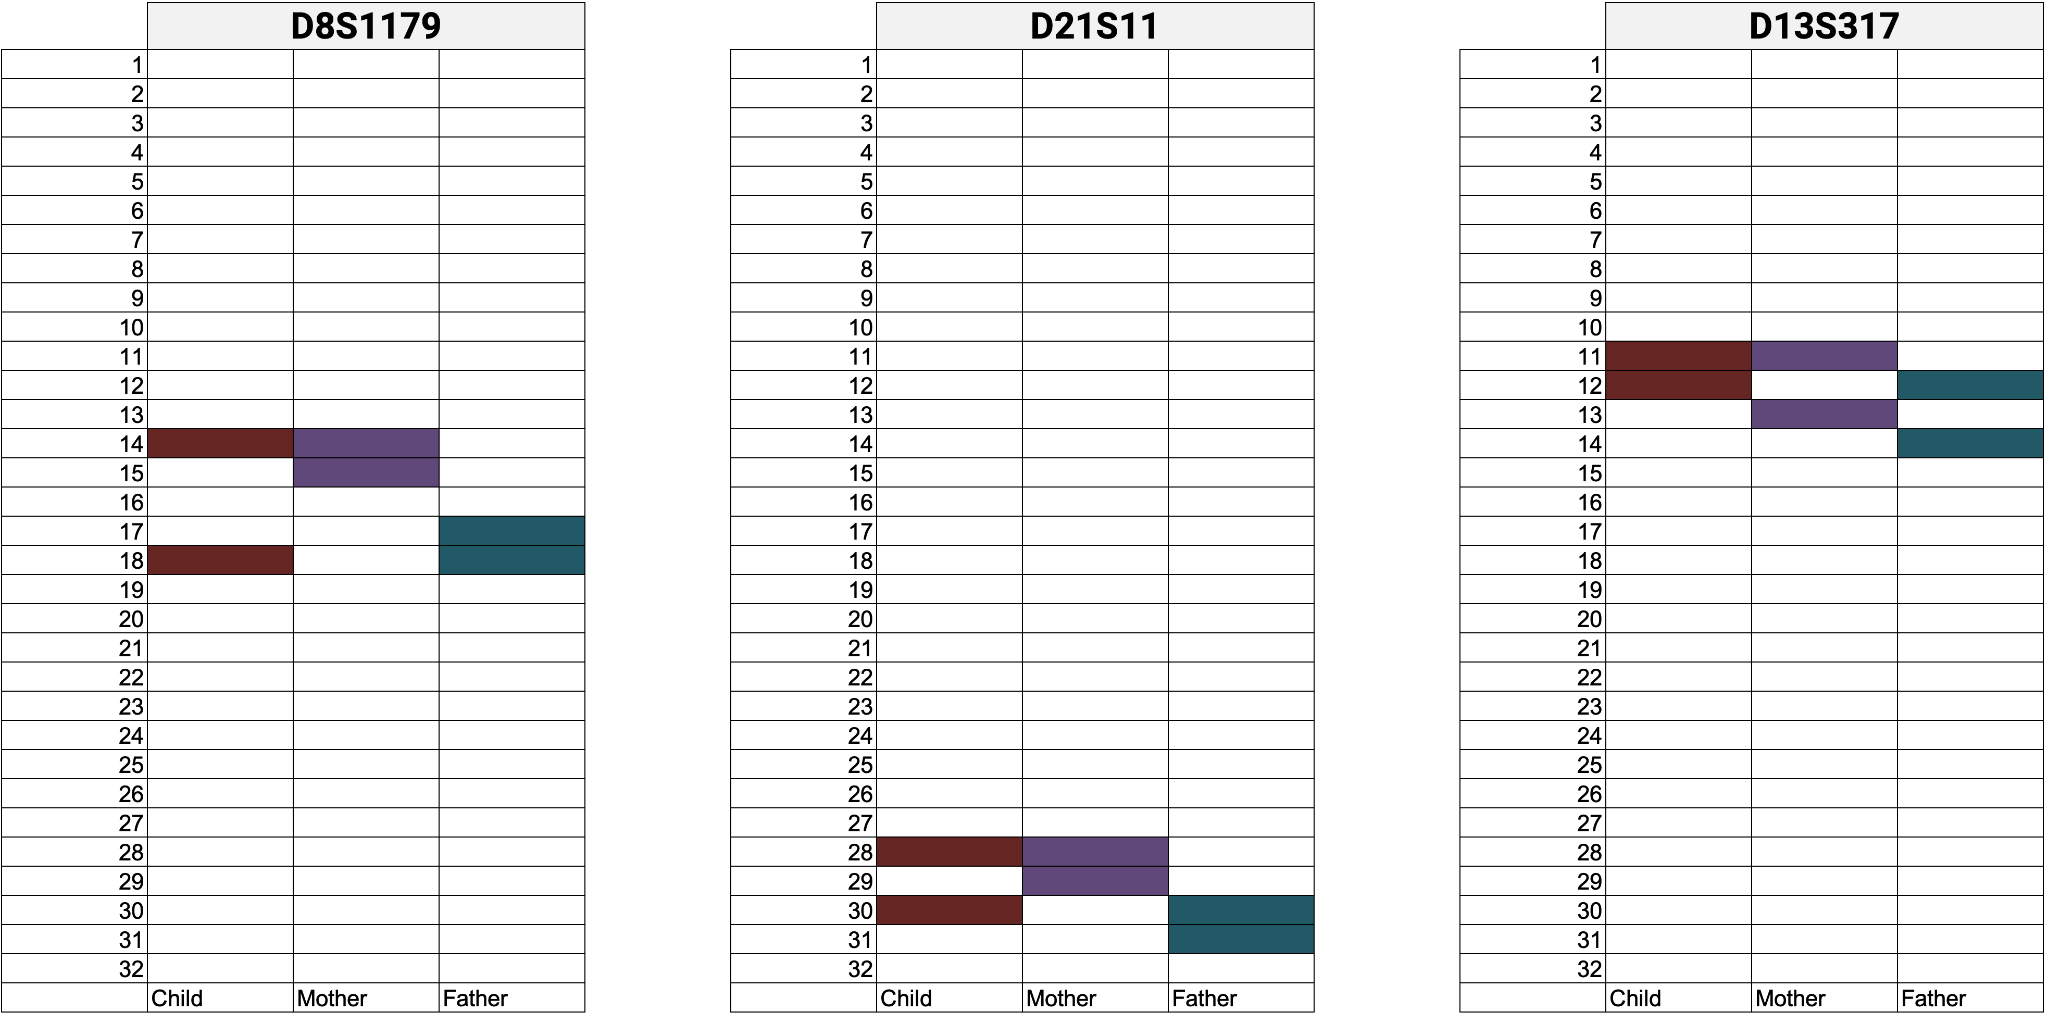 D8S1179 D21S11 D13S317
1 1 1
2 2 2
3 3 3
4 4 4
5 5 5
6 6 6
7 7 7
8 8 8
9 9 9
10 10 10
11 11 11
12 12 12
13 13 13
14 14 14
15 15 15
16 16 16
17 17 17
18 18 18
19 19 19
20 20 20
21 21 21
22 22 22
23 23 23
24 24 24
25 25 25
26 26 26
27 27 27
28 28 28
29 29 29
30 30 30
31 31 31
32 32 32
Child Mother Father Child Mother Father Child Mother Father